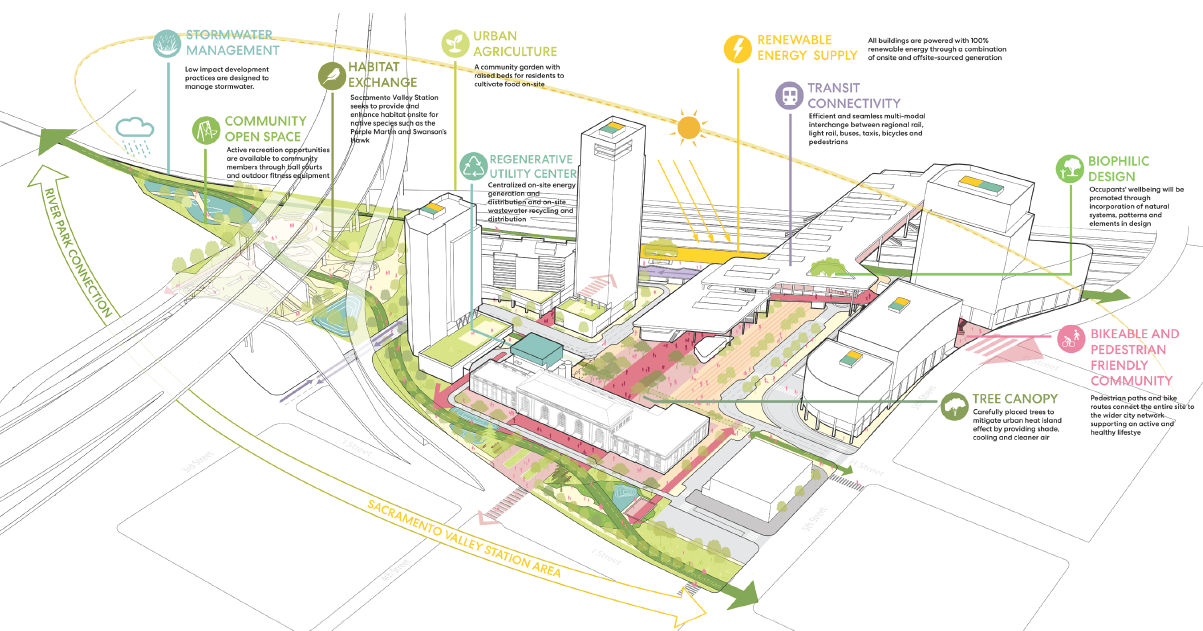 STORMWATER
MANAGEMENT
Low impact development
practices are designed to
manage stormwater.
HABITAT
EXCHANGE
Sacramento Valley Station
seeks to provide and
enhance habitat onsite for
native species such as the
Purple Martin and Swanson's
Hawk
COMMUNITY
OPEN SPACE
Active recreation opportunities
are available to community
members through ball courts
and outdoor fitness equipment
URBAN
AGRICULTURE
A community garden with
raised beds for residents to
cultivate food on-site
REGENERATIVE
UTILITY CENTER
Centralized on-site energy
generation and
distribution and on-site
wastewater recycling and
distribution
RENEWABLE
ENERGY SUPPLY
All buildings are powered with 100%
renewable energy through a combination
of onsite and offsite-sourced generation
TRANSIT
CONNECTIVITY
Efficient and seamless multi-modal
interchange between regional rail,
light rail, buses, taxis, bicycles and
pedestrians
BIOPHILIC
DESIGN
Occupants' wellbeing will be
promoted through
incorporation of natural
systems, patterns and
elements in design
BIKEABLE AND
PEDESTRIAN
FRIENDLY
COMMUNITY
Pedestrian paths and bike
routes connect the entire site to
the wider city network
supporting an active and
healthy lifestye
TREE CANOPY
Carefully placed trees to
mitigate urban heat island
effect by providing shade,
cooling and cleaner air
RIVER PARK CONNECTION
SACRAMENTO VALLEY STATION AREA
3rd Street
4th Street
I Street
5th Street